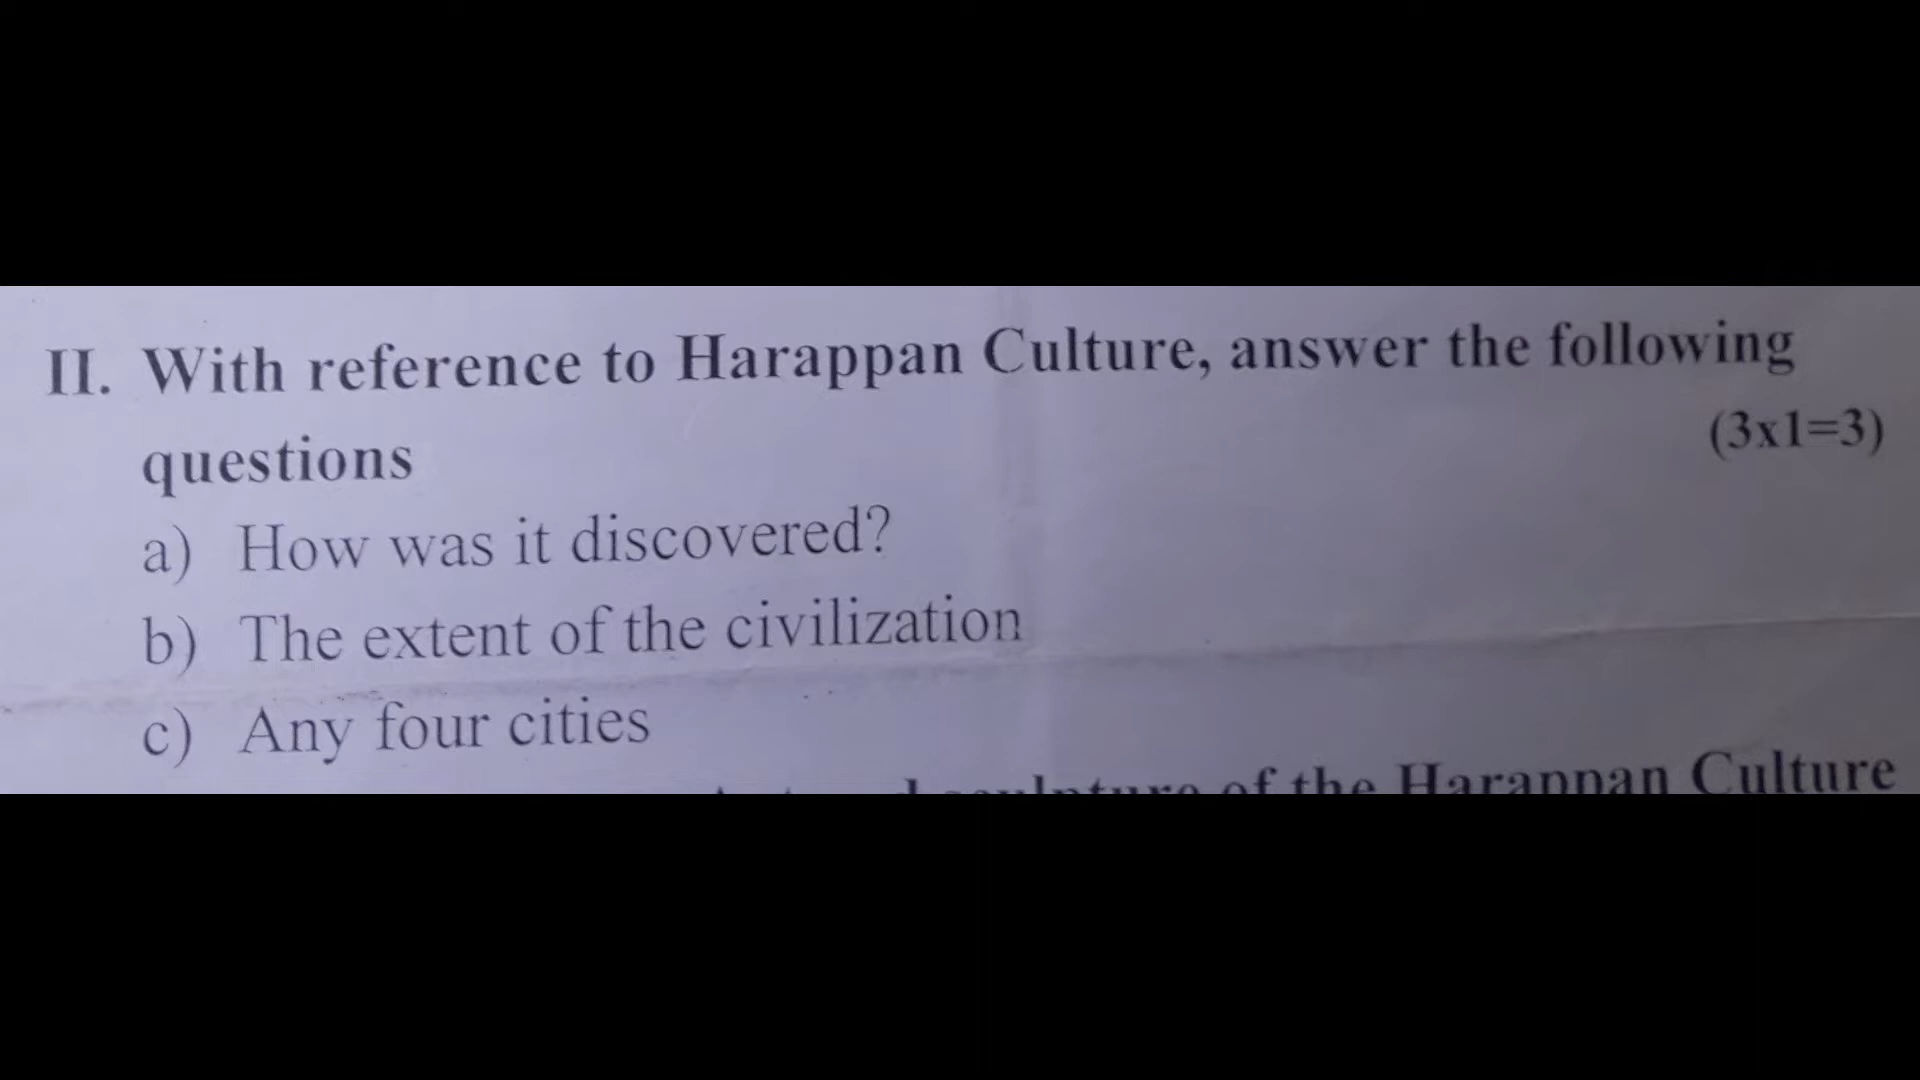 II. With reference to Harappan Culture, answer the following
questions (3x1=3)
a) How was it discovered?
b) The extent of the civilization
c) Any four cities
of the Harappan Culture